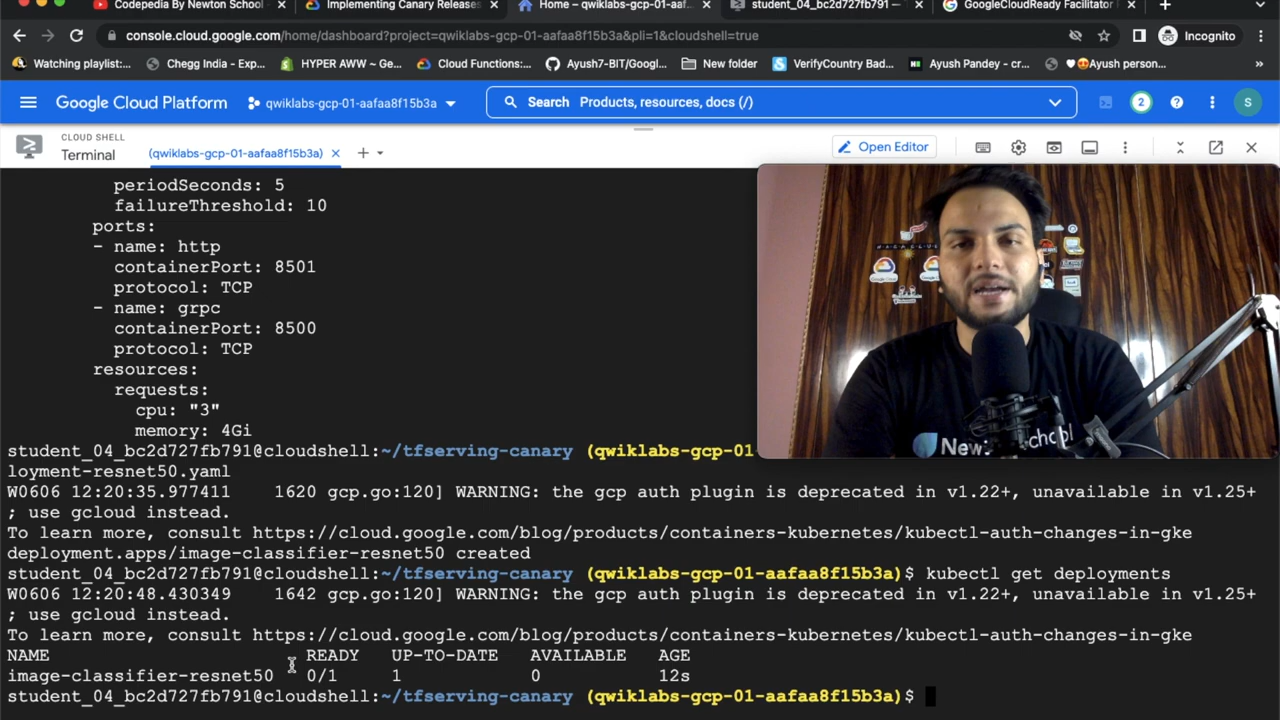 Codepedia By Newton School -
Implementing Canary Releases
Home – qwiklabs-gcp-01-aaf...
student_04_bc2d727fb791 —
GoogleCloudReady Facilitator
console.cloud.google.com/home/dashboard?project=qwiklabs-gcp-01-aafaa8f15b3a&pli=1&cloudshell=true
Incognito
Watching playlist:...
Chegg India - Exp...
HYPER AWW ~ Ge...
Cloud Functions:...
Ayush7-BIT/Googl...
New folder
VerifyCountry Bad...
Ayush Pandey - cr...
Ayush person...
»
Google Cloud Platform
qwiklabs-gcp-01-aafaa8f15b3a
Search Products, resources, docs (/)
2
S
CLOUD SHELL
Terminal
(qwiklabs-gcp-01-aafaa8f15b3a)
Open Editor
periodSeconds: 5
failureThreshold: 10
ports:
- name: http
containerPort: 8501
protocol: TCP
- name: grpc
containerPort: 8500
protocol: TCP
resources:
requests:
cpu: "3"
memory: 4Gi
student_04_bc2d727fb791@cloudshell:~/tfserving-canary (qwiklabs-gcp-01
loyment-resnet50.yaml
W0606 12:20:35.977411 1620 gcp.go:120] WARNING: the gcp auth plugin is deprecated in v1.22+, unavailable in v1.25+
; use gcloud instead.
To learn more, consult https://cloud.google.com/blog/products/containers-kubernetes/kubectl-auth-changes-in-gke
deployment.apps/image-classifier-resnet50 created
student_04_bc2d727fb791@cloudshell:~/tfserving-canary (qwiklabs-gcp-01-aafaa8f15b3a)$ kubectl get deployments
W0606 12:20:48.430349 1642 gcp.go:120] WARNING: the gcp auth plugin is deprecated in v1.22+, unavailable in v1.25+
; use gcloud instead.
To learn more, consult https://cloud.google.com/blog/products/containers-kubernetes/kubectl-auth-changes-in-gke
NAME READY UP-TO-DATE AVAILABLE AGE
image-classifier-resnet50 0/1 1 0 12s
student_04_bc2d727fb791@cloudshell:~/tfserving-canary (qwiklabs-gcp-01-aafaa8f15b3a)$